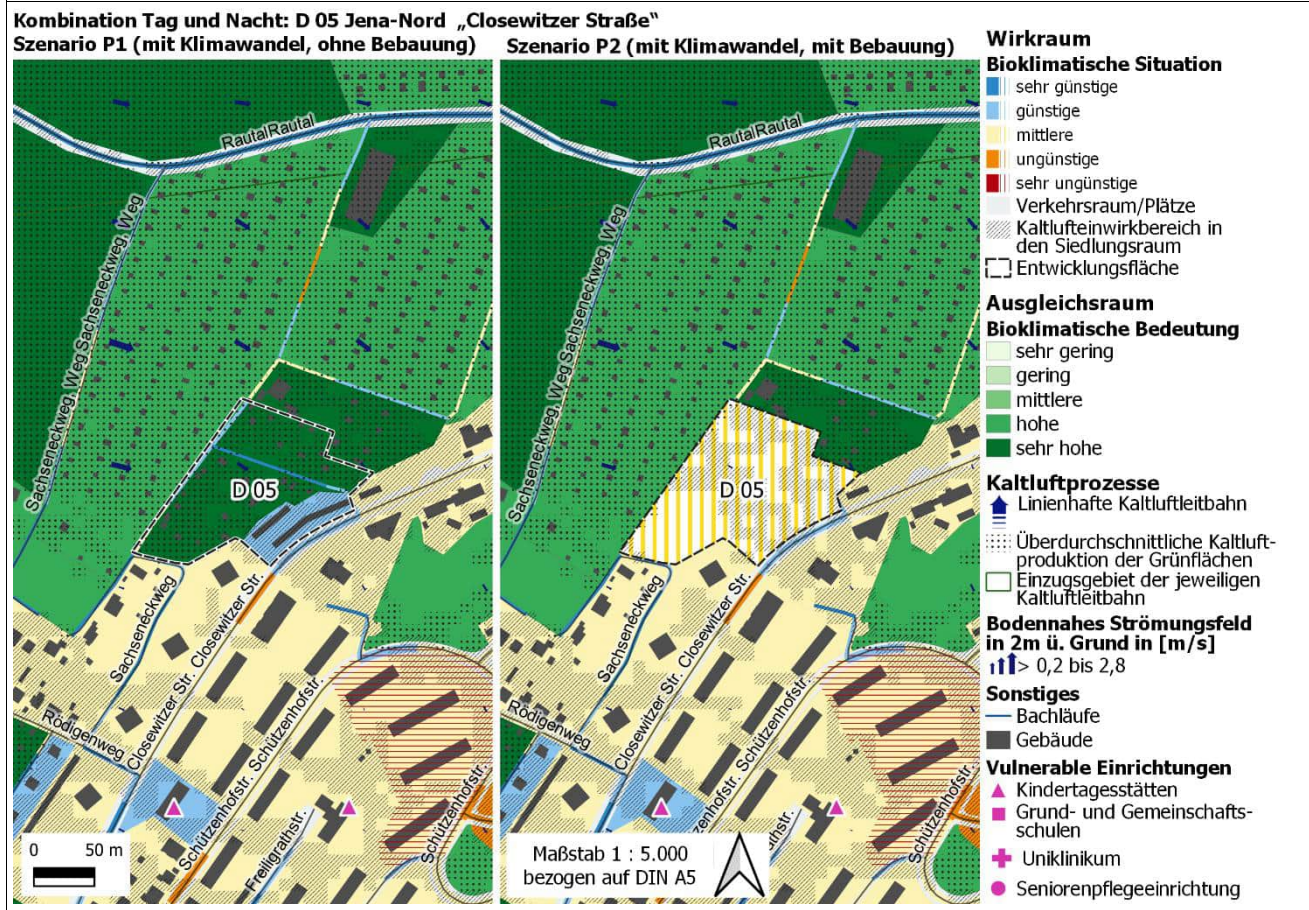 Kombination Tag und Nacht: D 05 Jena-Nord „Closewitzer Straße“
Szenario P1 (mit Klimawandel, ohne Bebauung)
Szenario P2 (mit Klimawandel, mit Bebauung)
RautalRautal
Sachseneckweg, Weg Sachseneckweg, Weg
D 05
Sachseneckweg
Closewitzer Str.
Closewitzer Str.
Rödigenweg
Schützenhofstr.
Schützenhofstr.
Schützenhofstr.
Freiligrathstr.
0 50 m
RautalRautal
Sachseneckweg, Weg Sachseneckweg, Weg
D 05
Sachseneckweg
Closewitzer Str.
Closewitzer Str.
Rödigenweg
Schützenhofstr.
Schützenhofstr.
thstr.
Maßstab 1 : 5.000
bezogen auf DIN A5
Wirkraum
Bioklimatische Situation
sehr günstige
günstige
mittlere
ungünstige
sehr ungünstige
Verkehrsraum/Plätze
Kaltlufteinwirkbereich in
den Siedlungsraum
Entwicklungsfläche
Ausgleichsraum
Bioklimatische Bedeutung
sehr gering
gering
mittlere
hohe
sehr hohe
Kaltluftprozesse
Linienhafte Kaltluftleitbahn
Überdurchschnittliche Kaltluft-
produktion der Grünflächen
Einzugsgebiet der jeweiligen
Kaltluftleitbahn
Bodennahes Strömungsfeld
in 2m ü. Grund in [m/s]
> 0,2 bis 2,8
Sonstiges
Bachläufe
Gebäude
Vulnerable Einrichtungen
Kindertagesstätten
Grund- und Gemeinschafts-
schulen
Uniklinikum
Seniorenpflegeeinrichtung